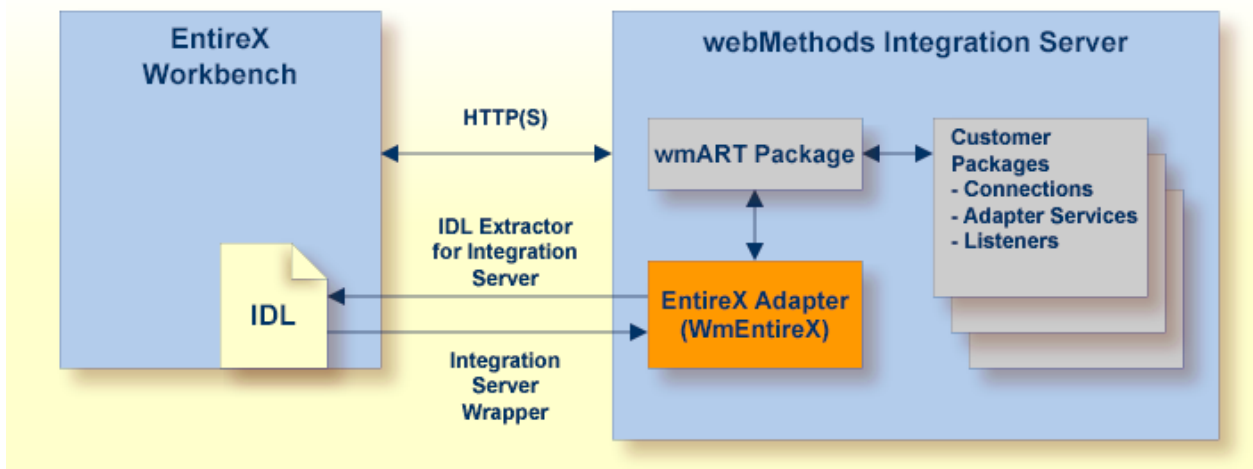 EntireX
Workbench
HTTP(S)
IDL Extractor
for Integration
Server
IDL
Integration
Server
Wrapper
webMethods Integration Server
wmART Package
EntireX Adapter
(WmEntireX)
Customer
Packages
- Connections
- Adapter Services
- Listeners